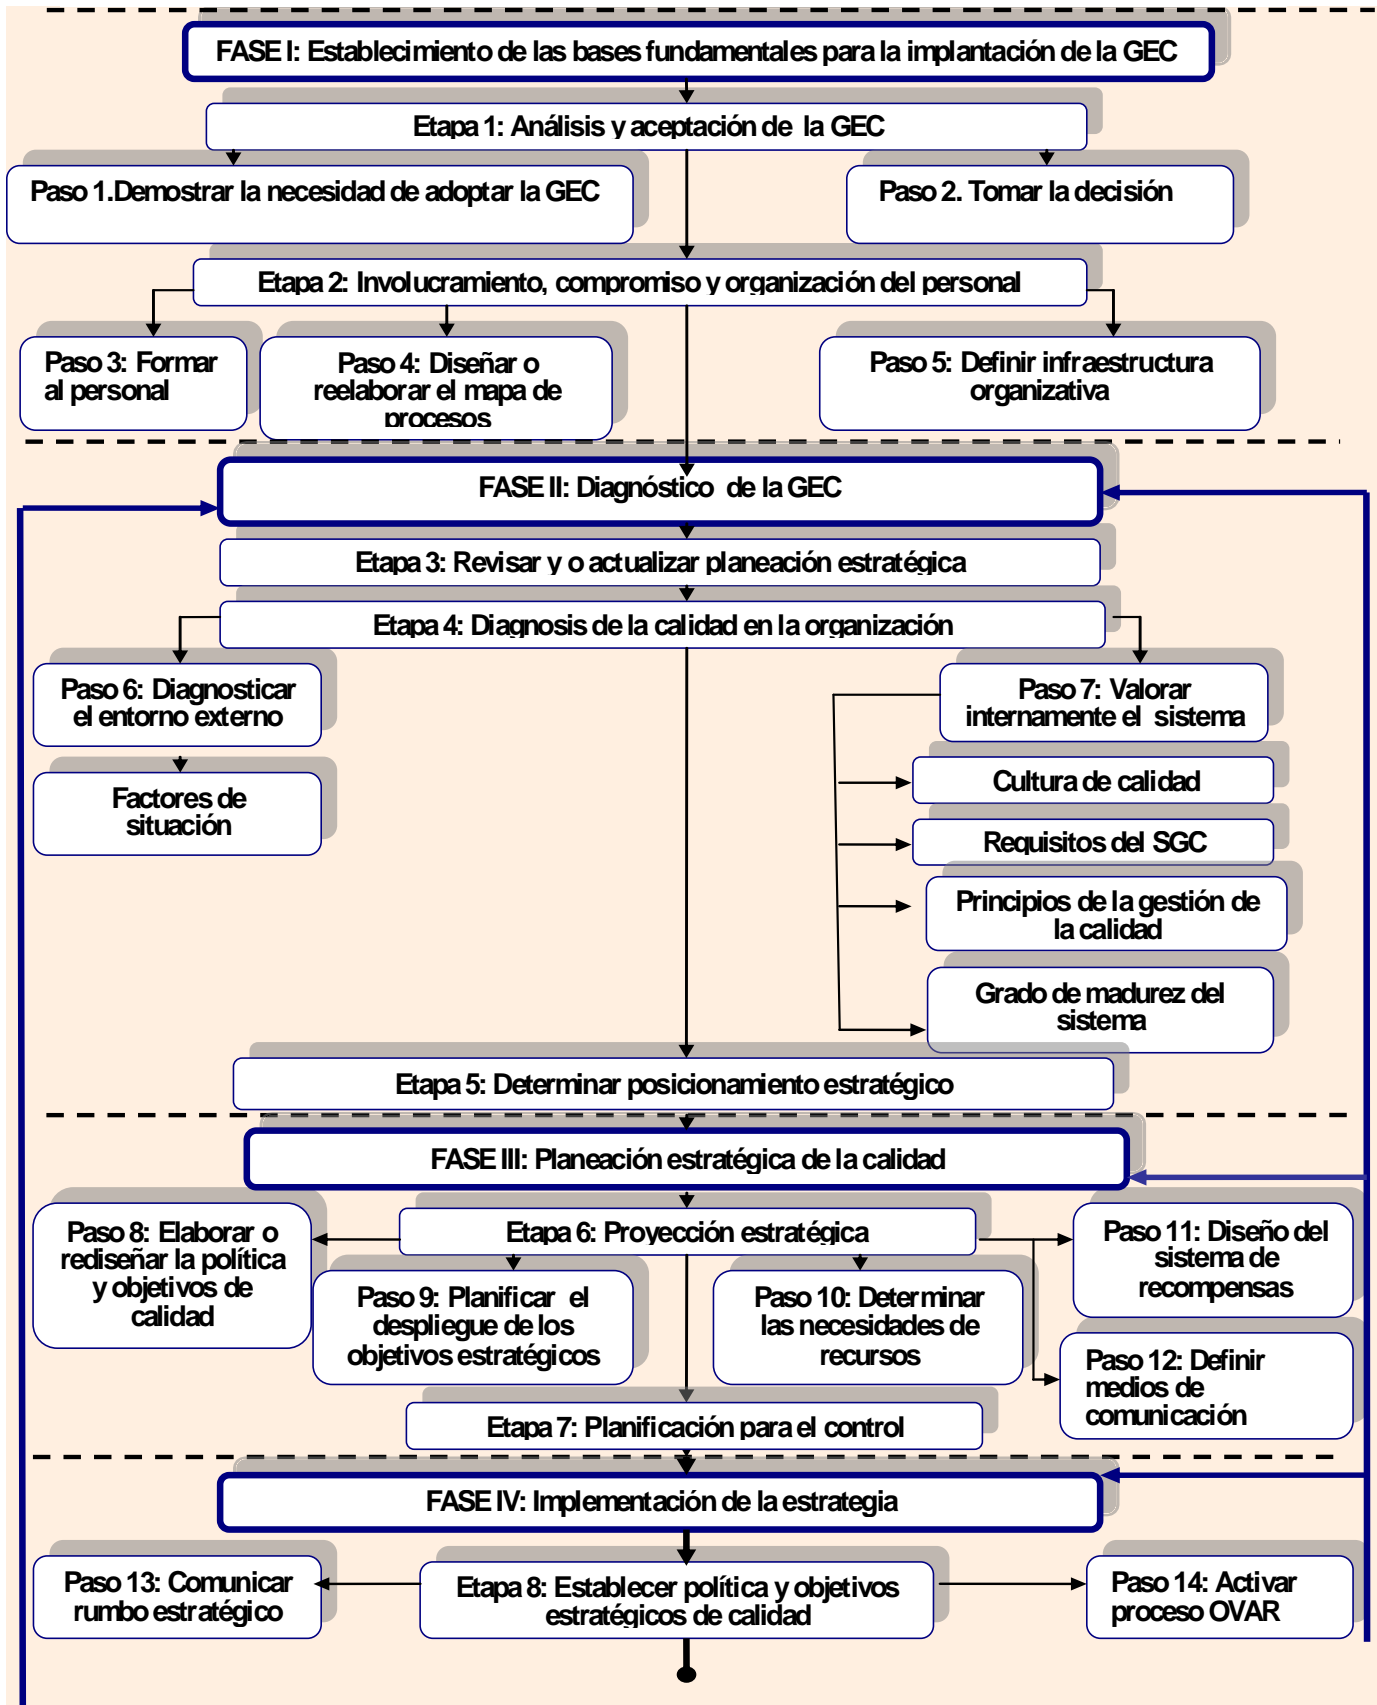 FASE I: Establecimiento de las bases fundamentales para la implantación de la GEC
Etapa 1: Análisis y aceptación de la GEC
Paso 1.Demostrar la necesidad de adoptar la GEC
Paso 2. Tomar la decisión
Etapa 2: Involucramiento, compromiso y organización del personal
Paso 3: Formar
al personal
Paso 4: Diseñar o
reelaborar el mapa de
procesos
Paso 5: Definir infraestructura
organizativa
FASE II: Diagnóstico de la GEC
Etapa 3: Revisar y o actualizar planeación estratégica
Etapa 4: Diagnosis de la calidad en la organización
Paso 6: Diagnosticar
el entorno externo
Factores de
situación
Paso 7: Valorar
internamente el sistema
Cultura de calidad
Requisitos del SGC
Principios de la gestión de
la calidad
Grado de madurez del
sistema
Etapa 5: Determinar posicionamiento estratégico
FASE III: Planeación estratégica de la calidad
Etapa 6: Proyección estratégica
Paso 8: Elaborar o
rediseñar la política
y objetivos de
calidad
Paso 9: Planificar el
despliegue de los
objetivos estratégicos
Paso 10: Determinar
las necesidades de
recursos
Paso 11: Diseño del
sistema de
recompensas
Paso 12: Definir
medios de
comunicación
Etapa 7: Planificación para el control
FASE IV: Implementación de la estrategia
Paso 13: Comunicar
rumbo estratégico
Etapa 8: Establecer política y objetivos
estratégicos de calidad
Paso 14: Activar
proceso OVAR